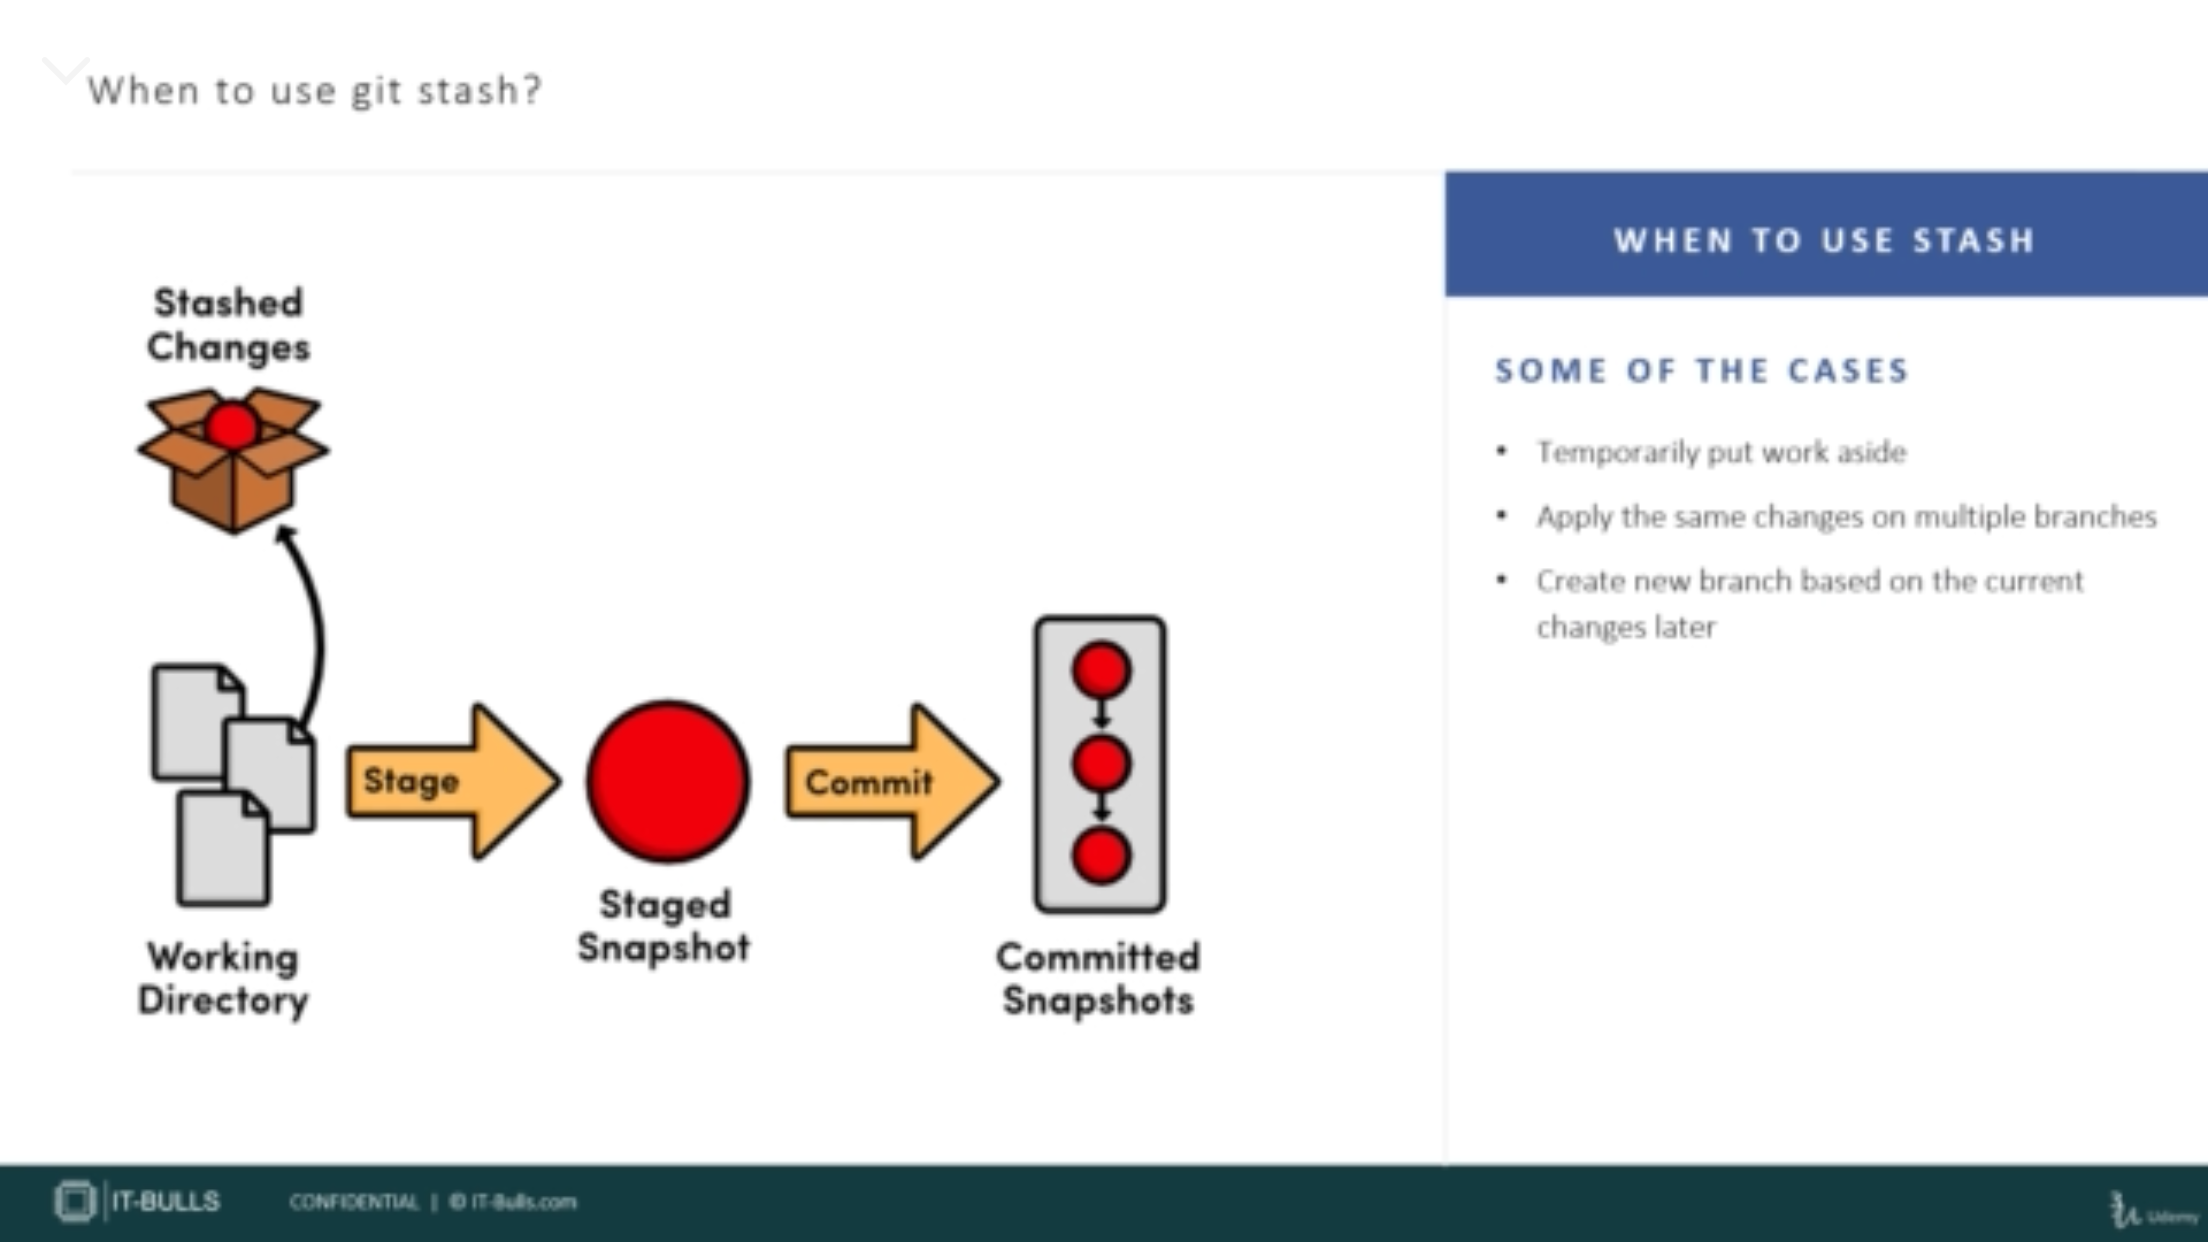 When to use git stash?
WHEN TO USE STASH
SOME OF THE CASES
• Temporarily put work aside
• Apply the same changes on multiple branches
• Create new branch based on the current
changes later
Stashed
Changes
Stage
Commit
Staged
Snapshot
Working
Directory
Committed
Snapshots
IT-BULLS
CONFIDENTIAL | © IT-Bulls.com
Udemy